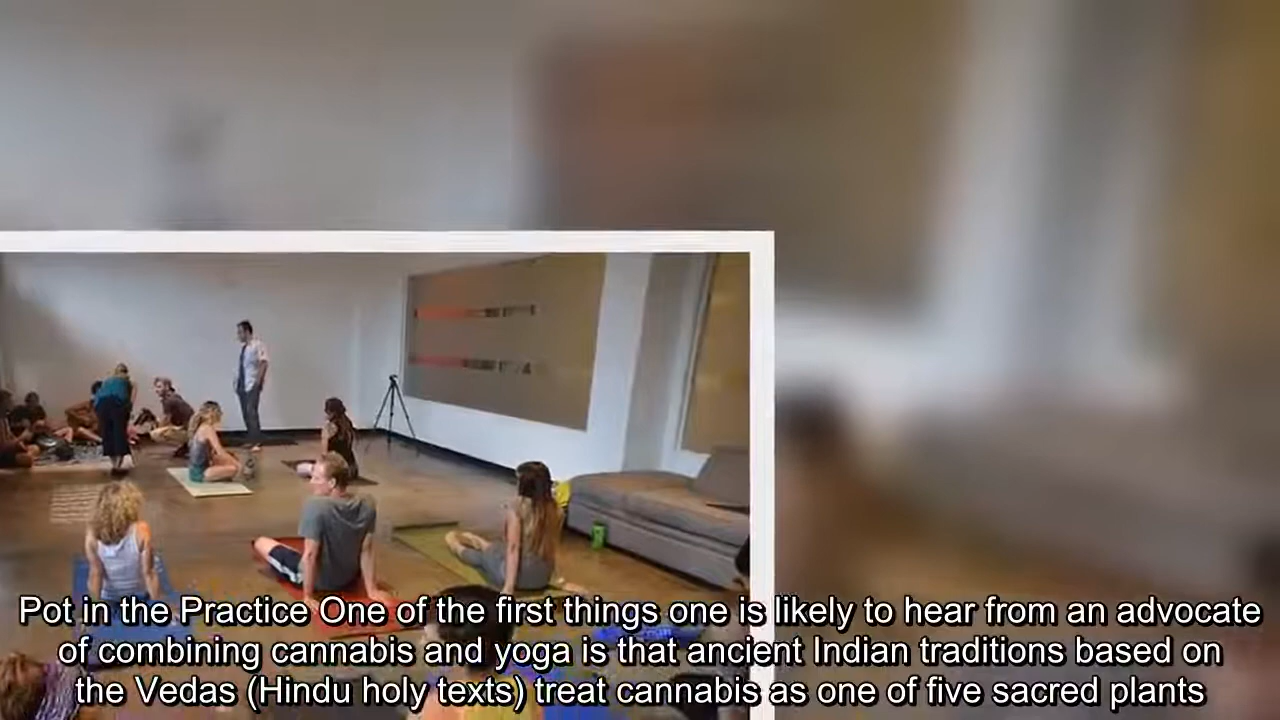 Pot in the Practice One of the first things one is likely to hear from an advocate
of combining cannabis and yoga is that ancient Indian traditions based on
the Vedas (Hindu holy texts) treat cannabis as one of five sacred plants